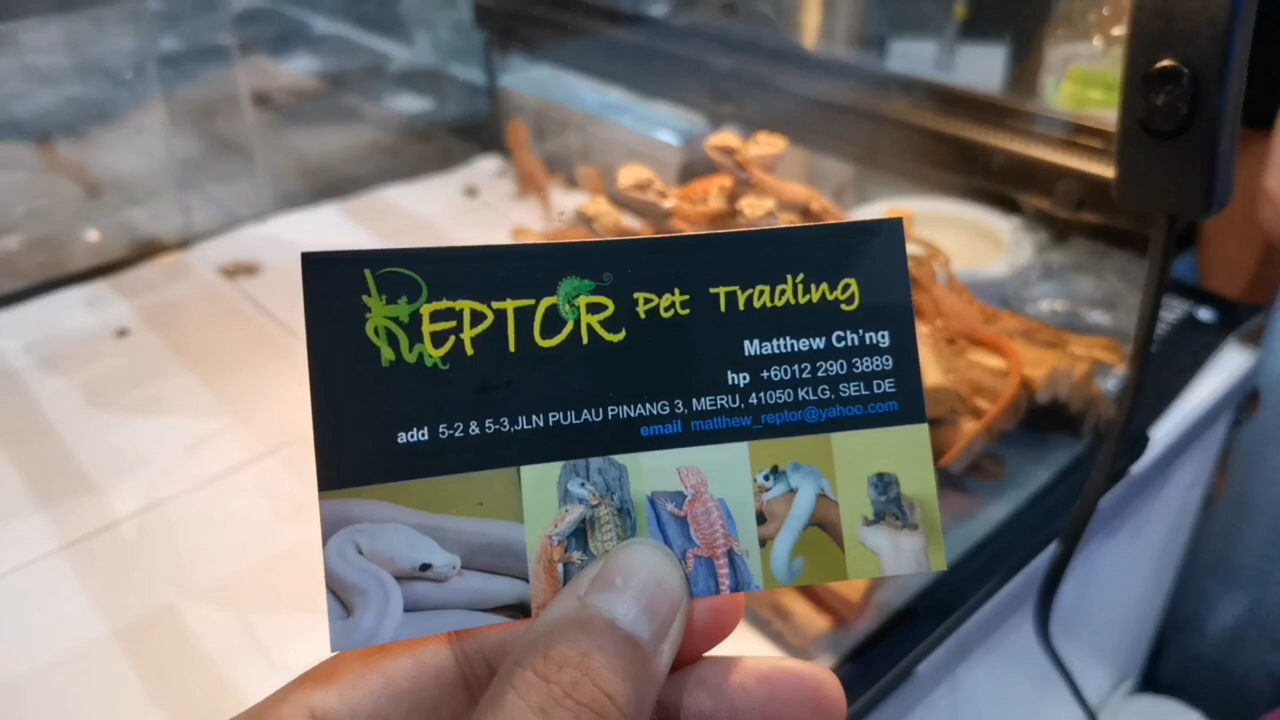 REPTOR Pet Trading
Matthew Ch'ng
hp +6012 290 3889
add 5-2 & 5-3,JLN PULAU PINANG 3, MERU, 41050 KLG, SEL DE
email matthew_reptor@yahoo.com